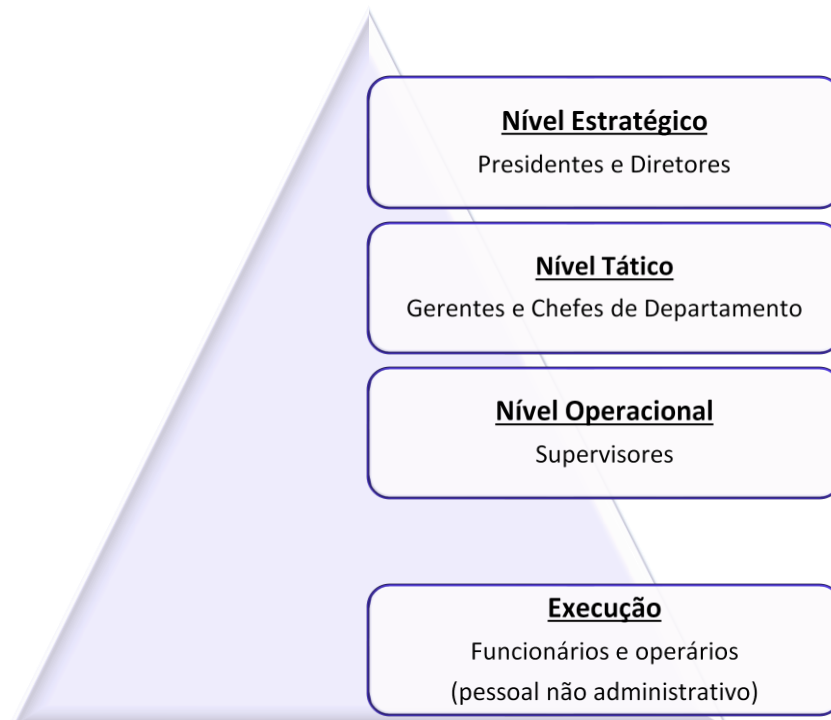 Nível Estratégico
Presidentes e Diretores
Nível Tático
Gerentes e Chefes de Departamento
Nível Operacional
Supervisores
Execução
Funcionários e operários
(pessoal não administrativo)